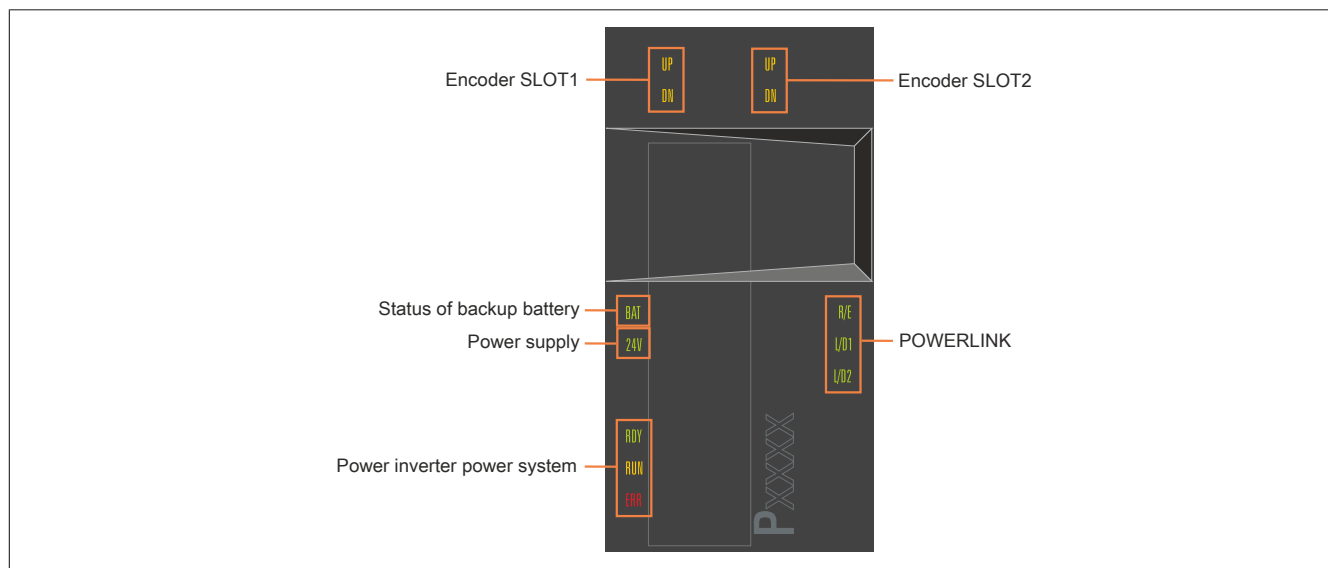 UP UP
Encoder SLOT1 Encoder SLOT2
DN DN
Status of backup battery BAT R/E
Power supply 24V L/D1 POWERLINK
L/D2
RDY
Power inverter power system RUN
ERR
PXXXXX